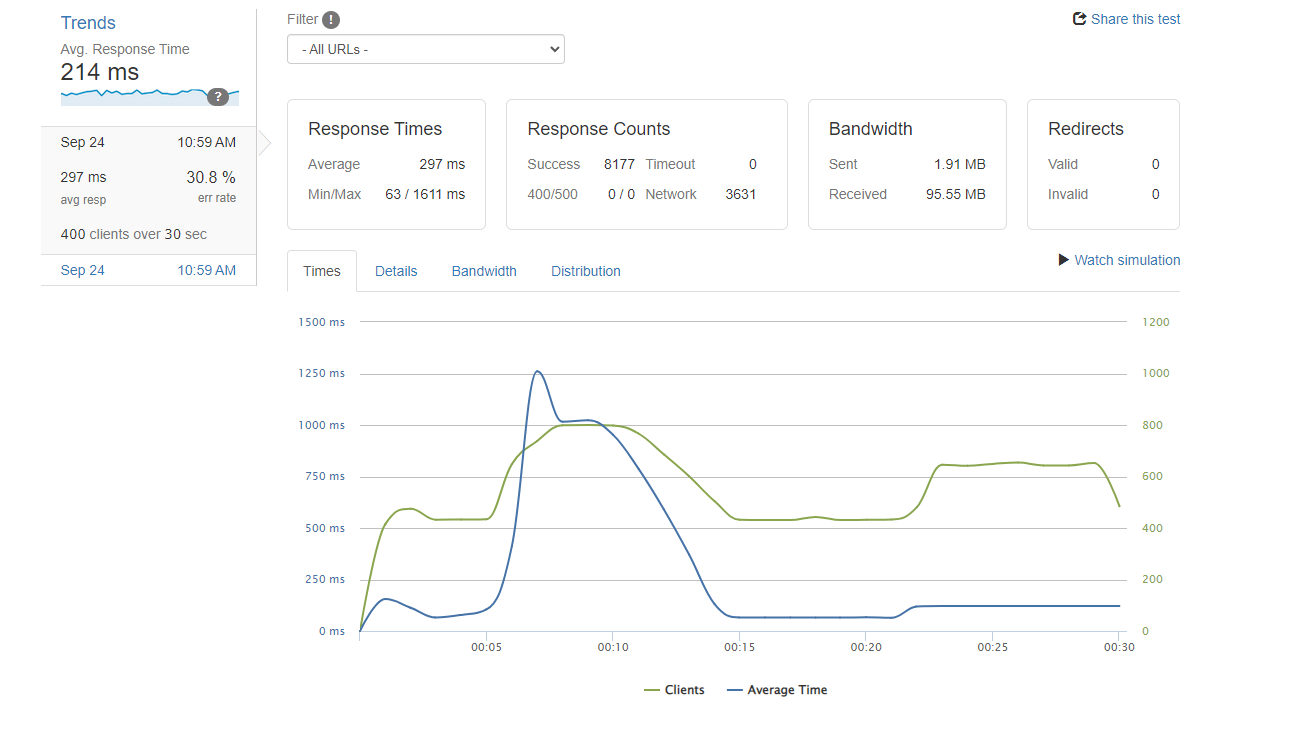 Trends
Avg. Response Time
214 ms
?
Sep 24 10:59 AM
297 ms 30.8 %
avg resp err rate
400 clients over 30 sec
Sep 24 10:59 AM
Filter !
- All URLs -
Share this test
Response Times
Average 297 ms
Min/Max 63 / 1611 ms
Response Counts
Success 8177 Timeout 0
400/500 0 / 0 Network 3631
Bandwidth
Sent 1.91 MB
Received 95.55 MB
Redirects
Valid 0
Invalid 0
Times Details Bandwidth Distribution
Watch simulation
1500 ms 1200
1250 ms 1000
1000 ms 800
750 ms 600
500 ms 400
250 ms 200
0 ms 0
00:05 00:10 00:15 00:20 00:25 00:30
Clients Average Time